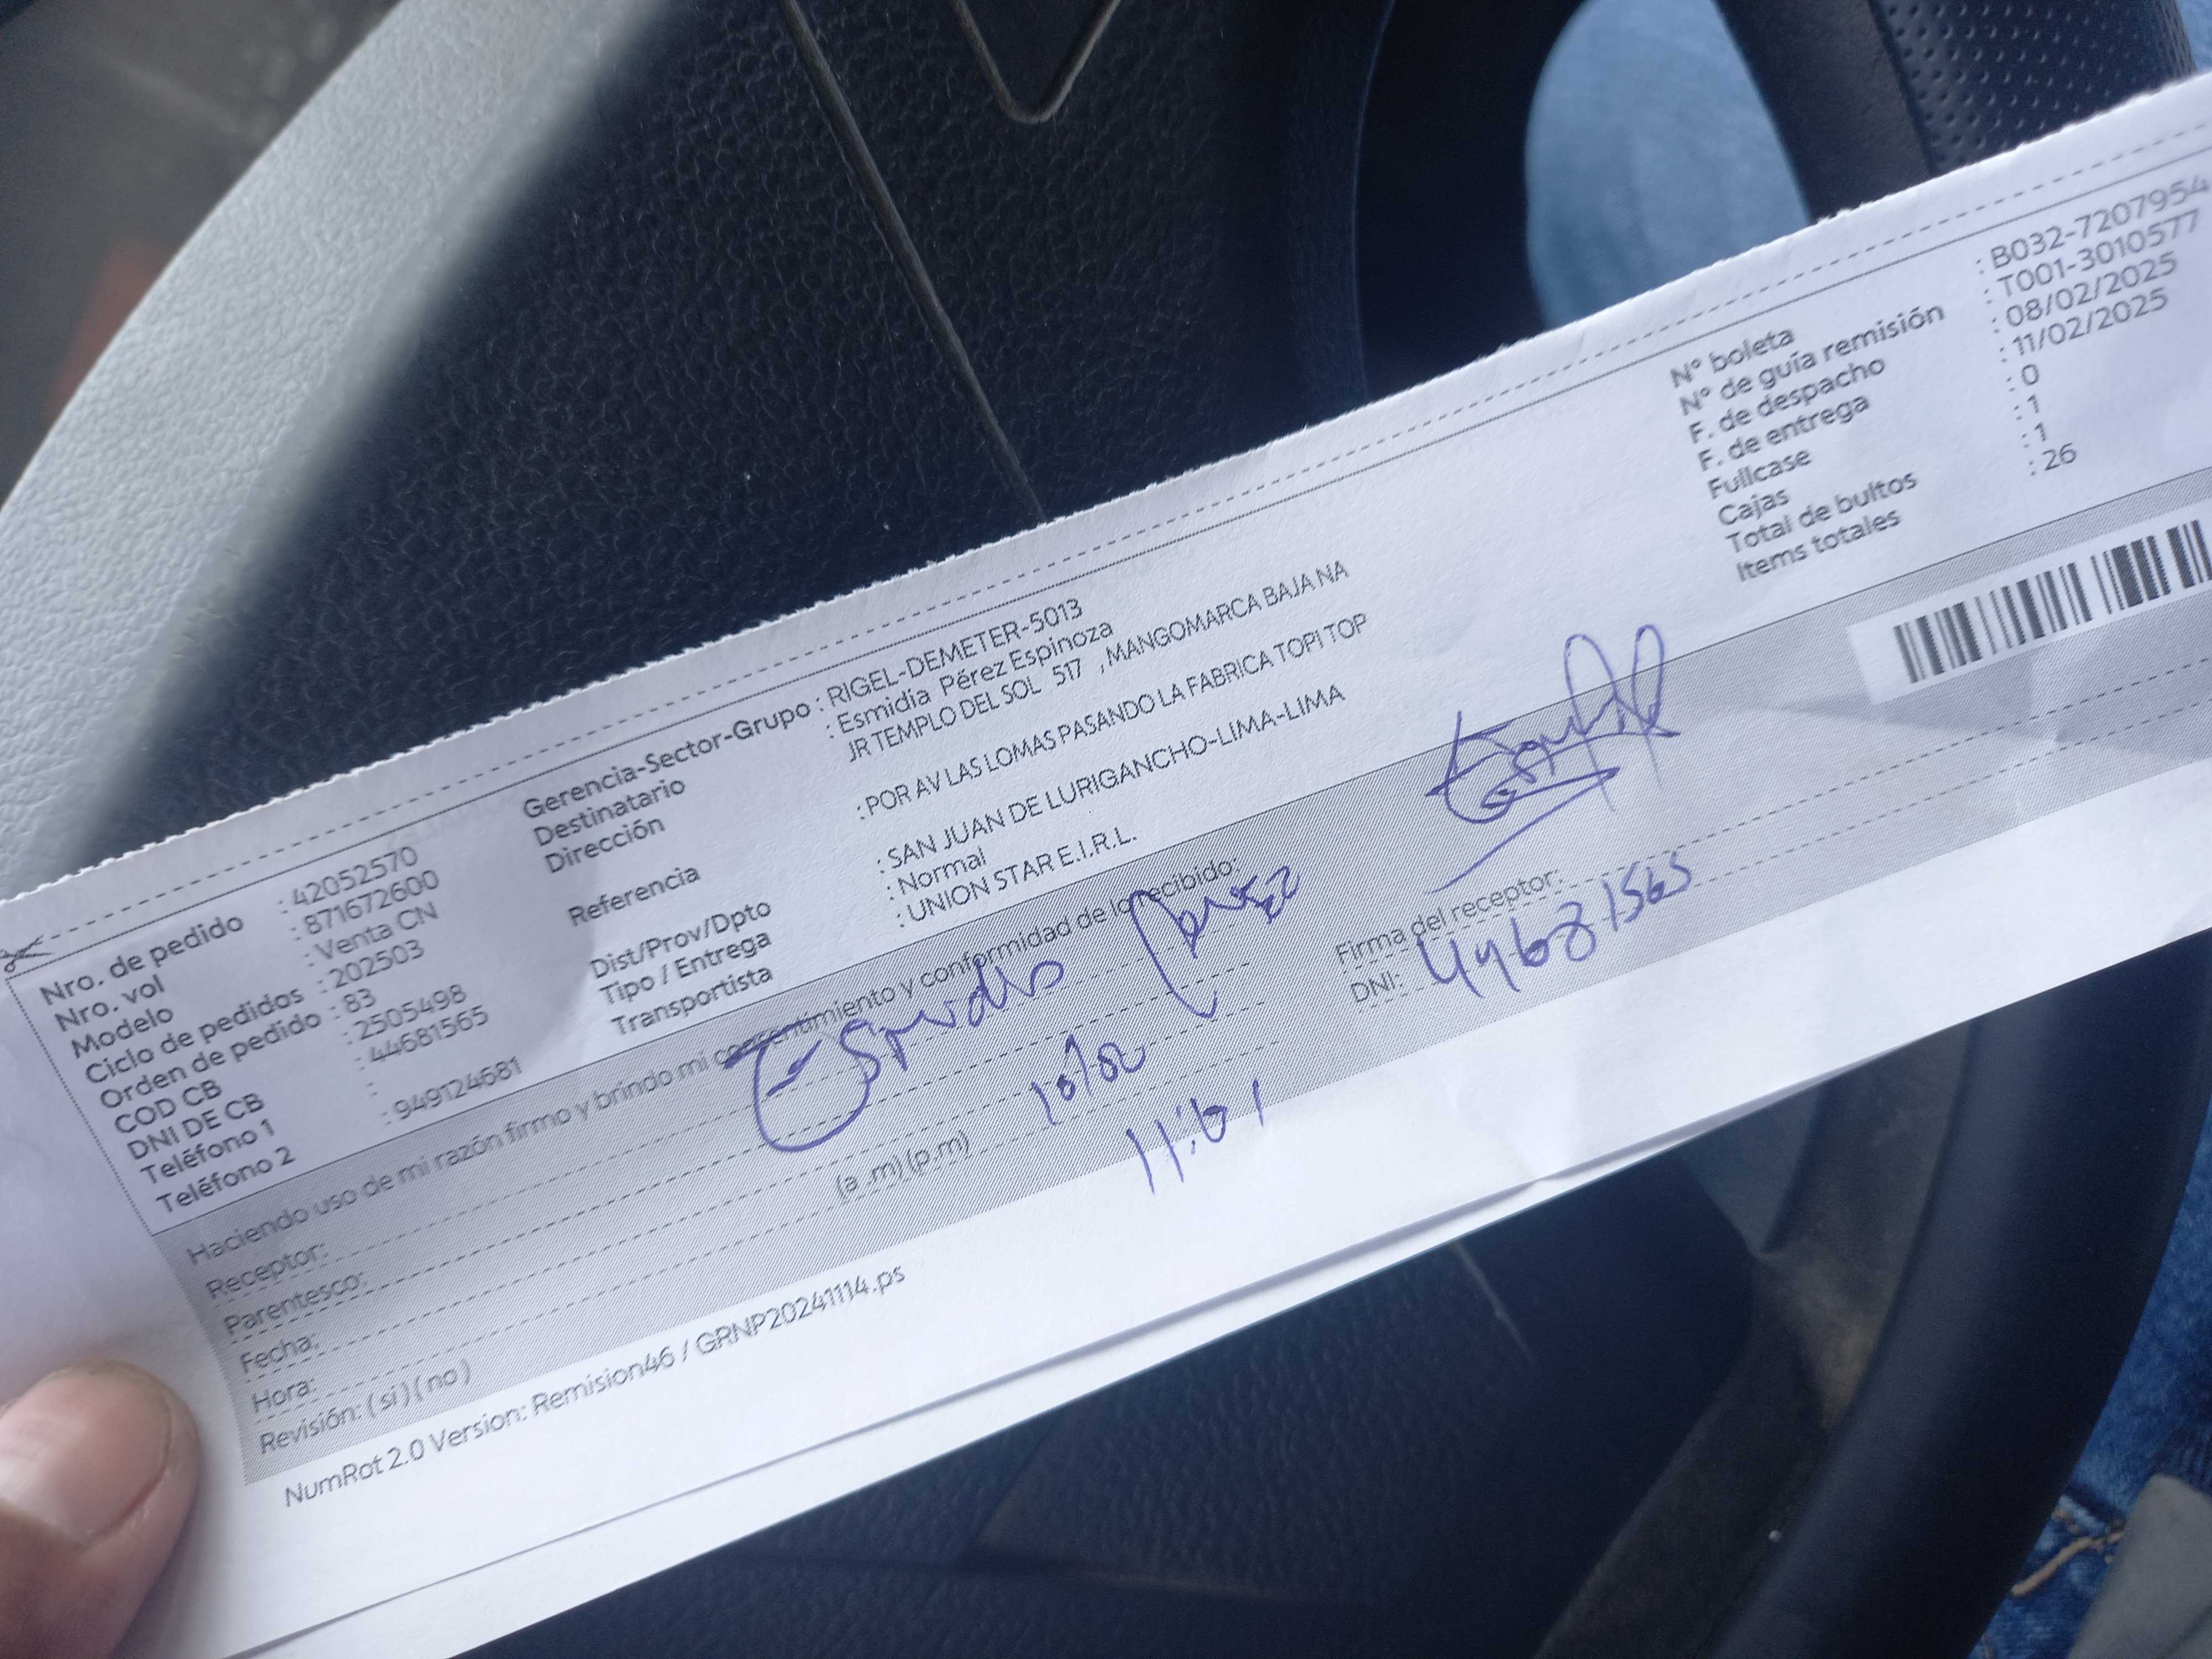 Nro. de pedido : 42052570
Nro. vol : 871672600
Modelo : Venta CN
Ciclo de pedidos : 202503
Orden de pedido : 83
COD CB : 2505498
DNI DE CB : 44681565
Teléfono 1 :
Teléfono 2 : 949124681
Gerencia-Sector-Grupo : RIGEL-DEMETER-5013
Destinatario : Esmidia Pérez Espinoza
Dirección JR TEMPLO DEL SOL 517 , MANGOMARCA BAJA NA
Referencia : POR AV LAS LOMAS PASANDO LA FABRICA TOPI TOP
Dist/Prov/Dpto : SAN JUAN DE LURIGANCHO-LIMA-LIMA
Tipo / Entrega : Normal
Transportista : UNION STAR E.I.R.L.
N° boleta : B032-7207954
N° de guía remisión : T001-3010577
F. de despacho : 08/02/2025
F. de entrega : 11/02/2025
Fullcase : 0
Cajas : 1
Total de bultos : 1
Items totales : 26
Haciendo uso de mi razón firmo y brindo mi consentimiento y conformidad de lo recibido:
Receptor:
Parentesco:
Fecha: 10/02
Hora: (a .m) (p.m) 11:01
Revisión: ( si ) ( no )
Firma del receptor:
DNI: 44681565
NumRot 2.0 Version: Remision46 / GRNP20241114.ps